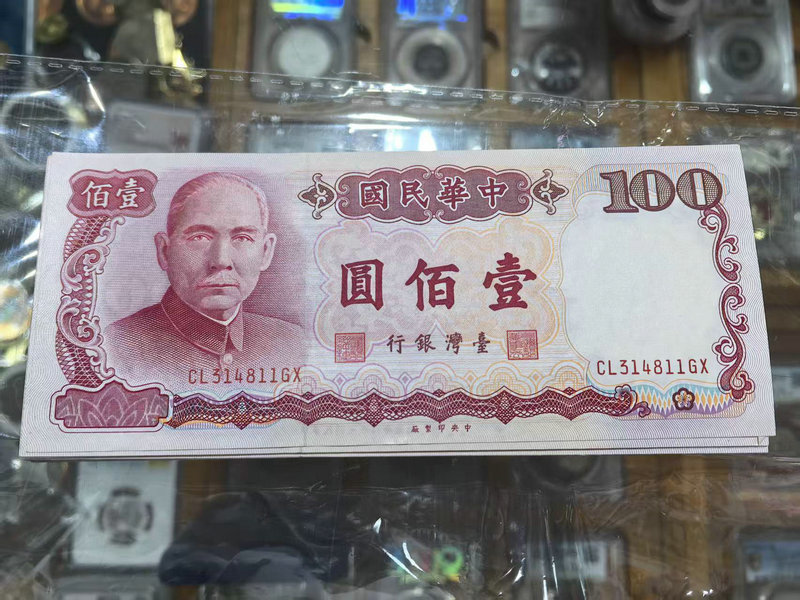 佰壹
國民華中
100
圓佰壹
行銀灣臺
CL314811GX
CL314811GX
廠製印央中